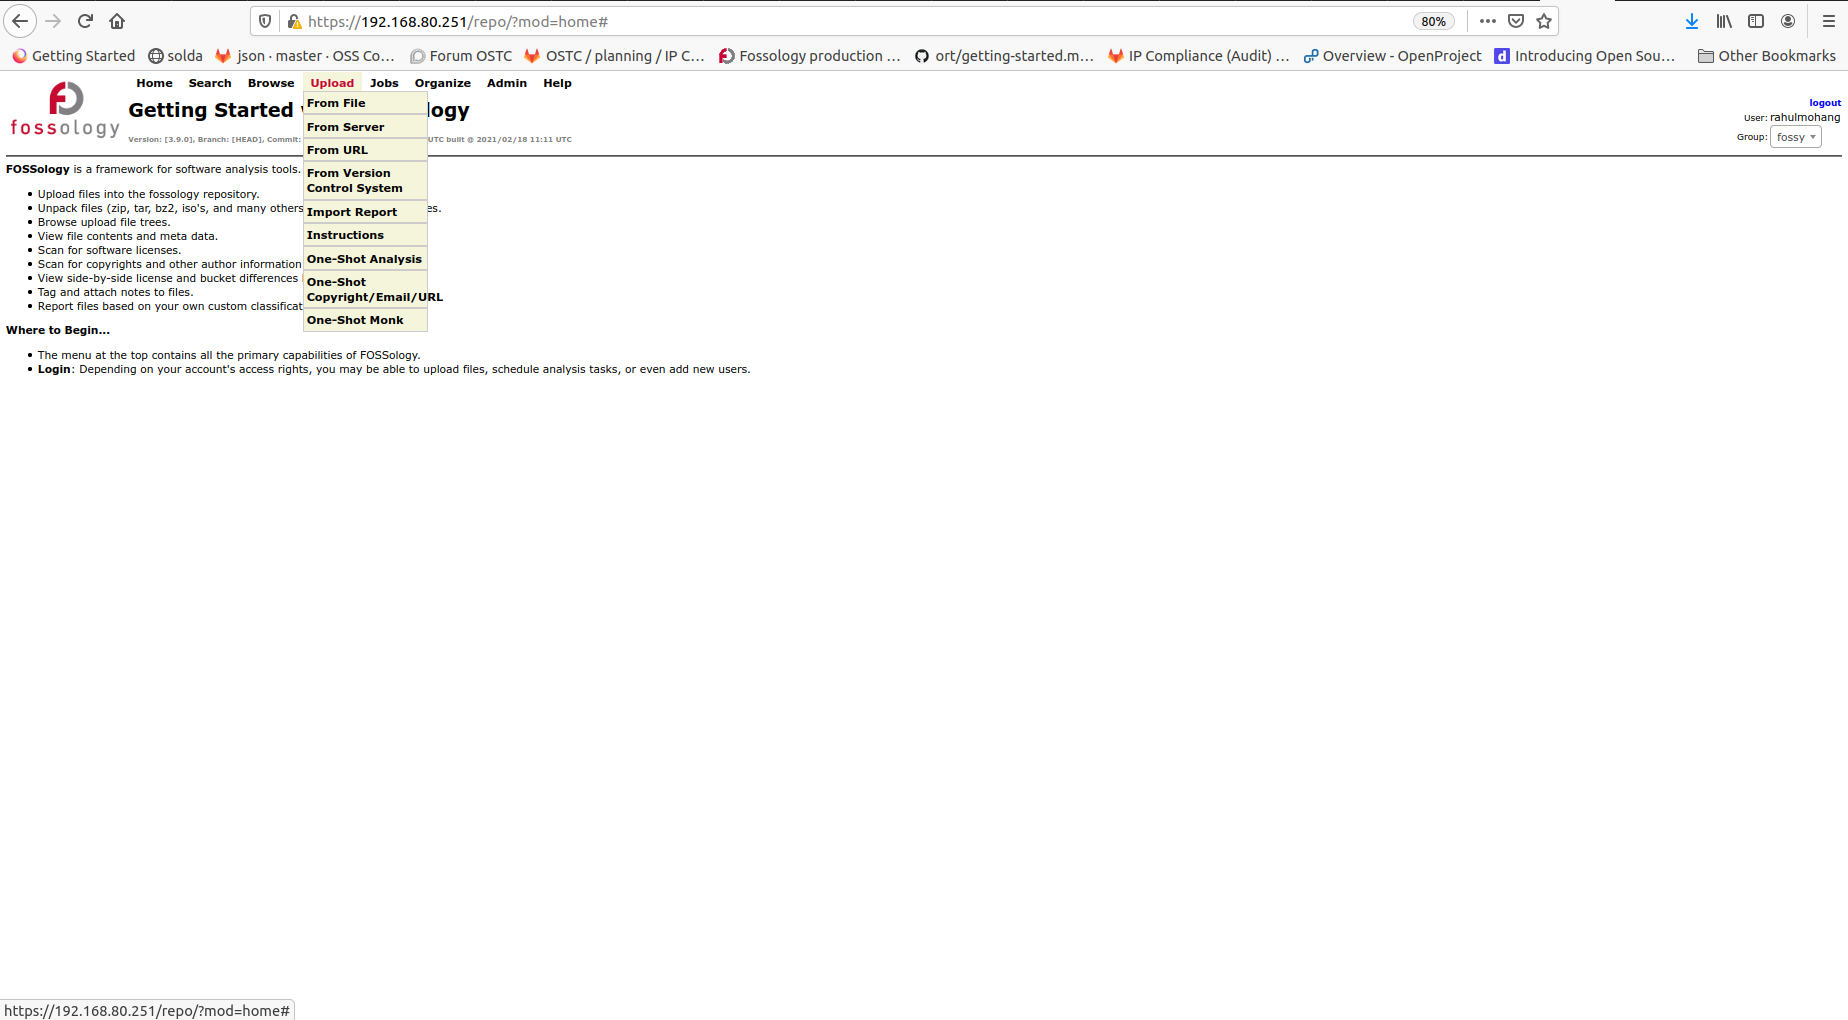 https://192.168.80.251/repo/?mod=home#
80%
Getting Started
solda
json · master · OSS Co...
Forum OSTC
OSTC / planning / IP C...
Fossology production ...
ort/getting-started.m...
IP Compliance (Audit) ...
Overview - OpenProject
Introducing Open Sou...
Other Bookmarks
Home Search Browse Upload Jobs Organize Admin Help
fossology
Getting Started
logy
Version: [3.9.0], Branch: [HEAD], Commit:
UTC built @ 2021/02/18 11:11 UTC
logout
User: rahulmohang
Group: fossy
From File
From Server
From URL
From Version
Control System
Import Report
Instructions
One-Shot Analysis
One-Shot
Copyright/Email/URL
One-Shot Monk
FOSSology is a framework for software analysis tools.
• Upload files into the fossology repository.
• Unpack files (zip, tar, bz2, iso's, and many others
es.
• Browse upload file trees.
• View file contents and meta data.
• Scan for software licenses.
• Scan for copyrights and other author information
• View side-by-side license and bucket differences
• Tag and attach notes to files.
• Report files based on your own custom classificat
Where to Begin...
• The menu at the top contains all the primary capabilities of FOSSology.
• Login: Depending on your account's access rights, you may be able to upload files, schedule analysis tasks, or even add new users.
https://192.168.80.251/repo/?mod=home#